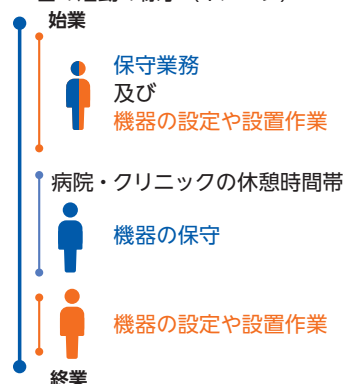 始業
保守業務
及び
機器の設定や設置作業
病院・クリニックの休憩時間帯
機器の保守
機器の設定や設置作業
終業